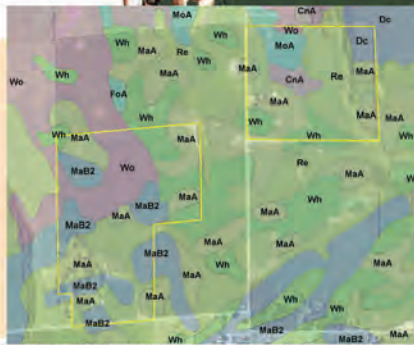 MoA CnA Dc
Wh MaA Re Wh Wo Dc
MaA Wh MoA MaA
Wo Wh FoA MaA CnA Re
MaA
Wh MaA MaA
Wh MaA MaA Wh Wh
MaB2 Wo Re
MaA MaA
MaB2 Wh
MaA
MaB2 MaA
MaB2 MaA
MaA MaA
MaA Wh MaA
MaB2
MaA MaA Wh Wh
MaB2 Wh MaB2 MaB2 MaA